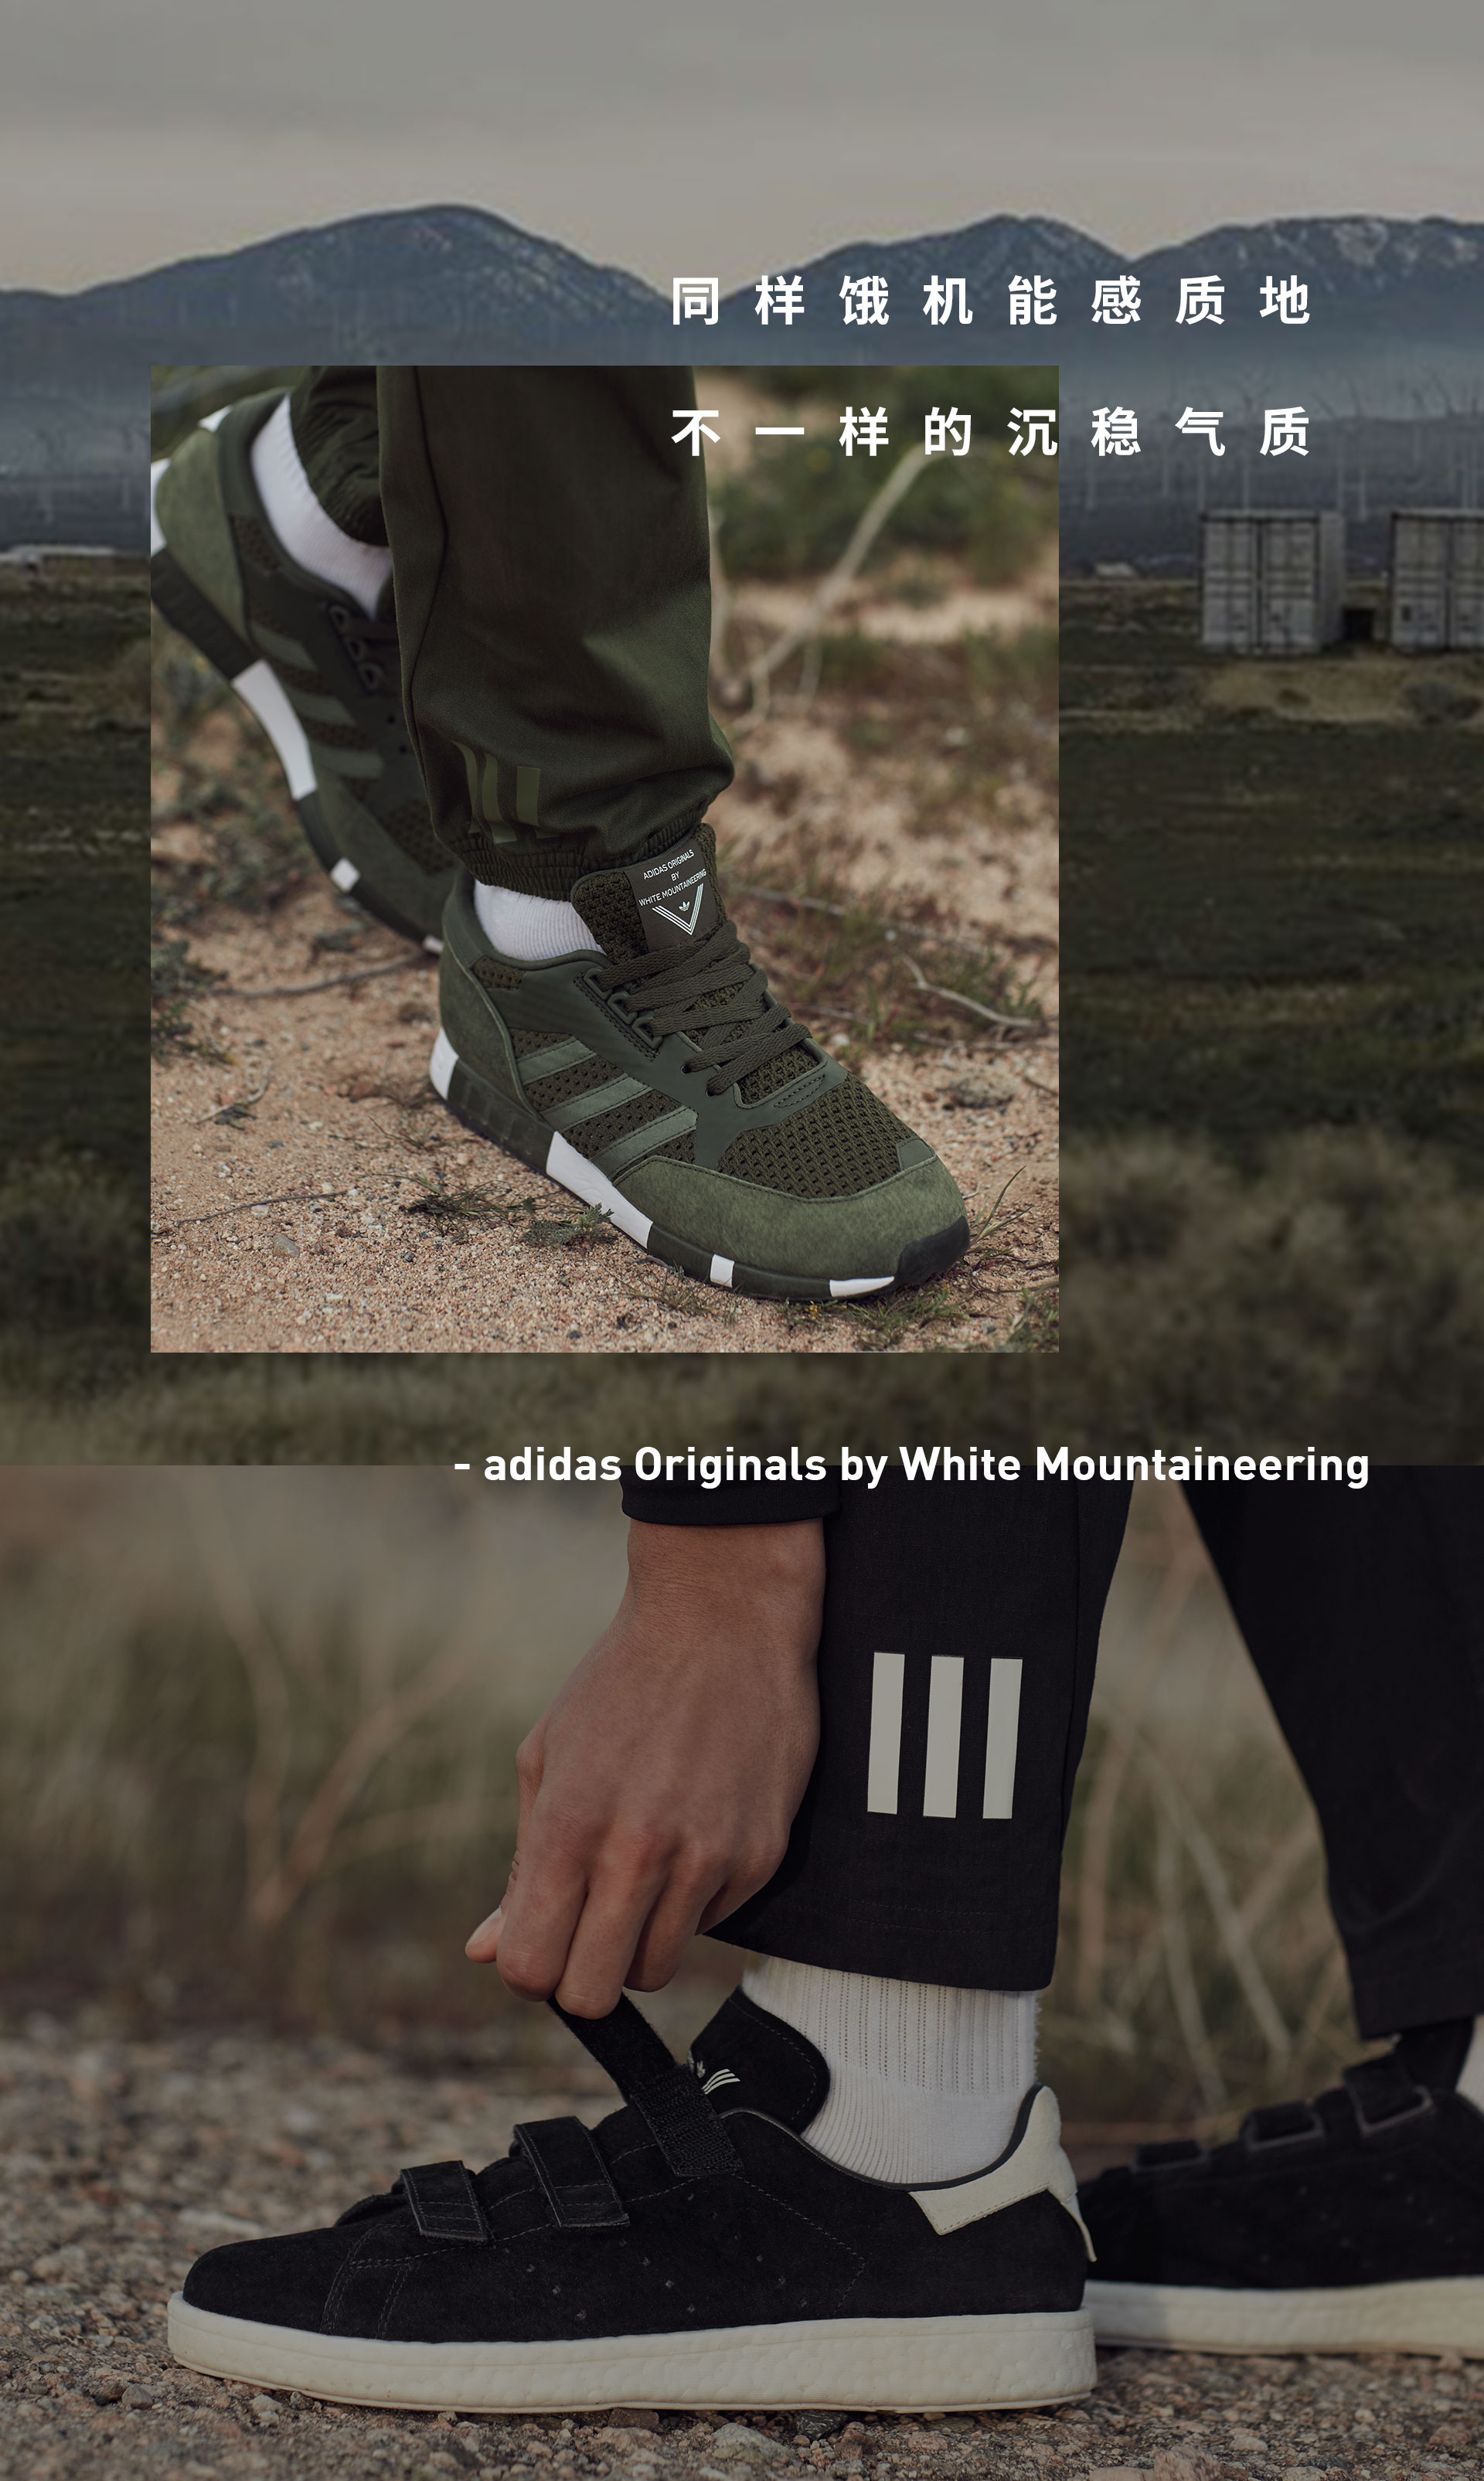 同样饿机能感质地
不一样的沉稳气质
ADIDAS ORIGINALS
BY
WHITE MOUNTAINEERING
- adidas Originals by White Mountaineering